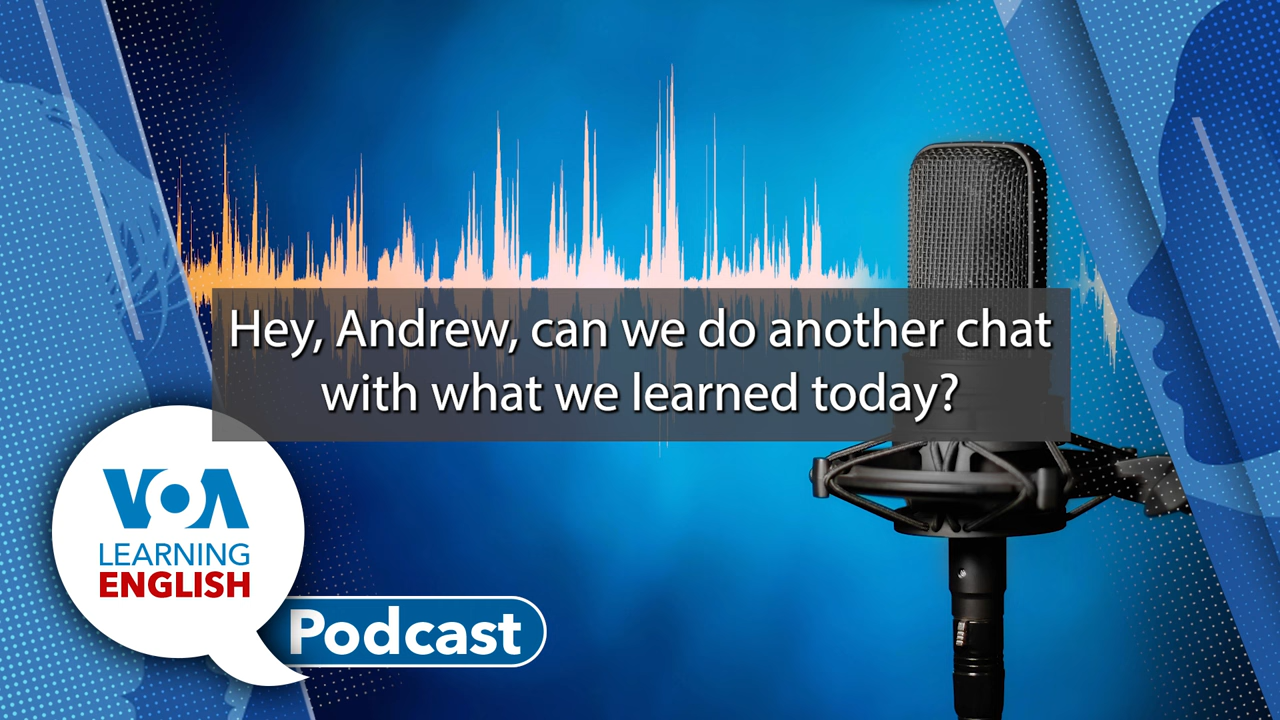 Hey, Andrew, can we do another chat
with what we learned today?
VOA
LEARNING
ENGLISH
Podcast